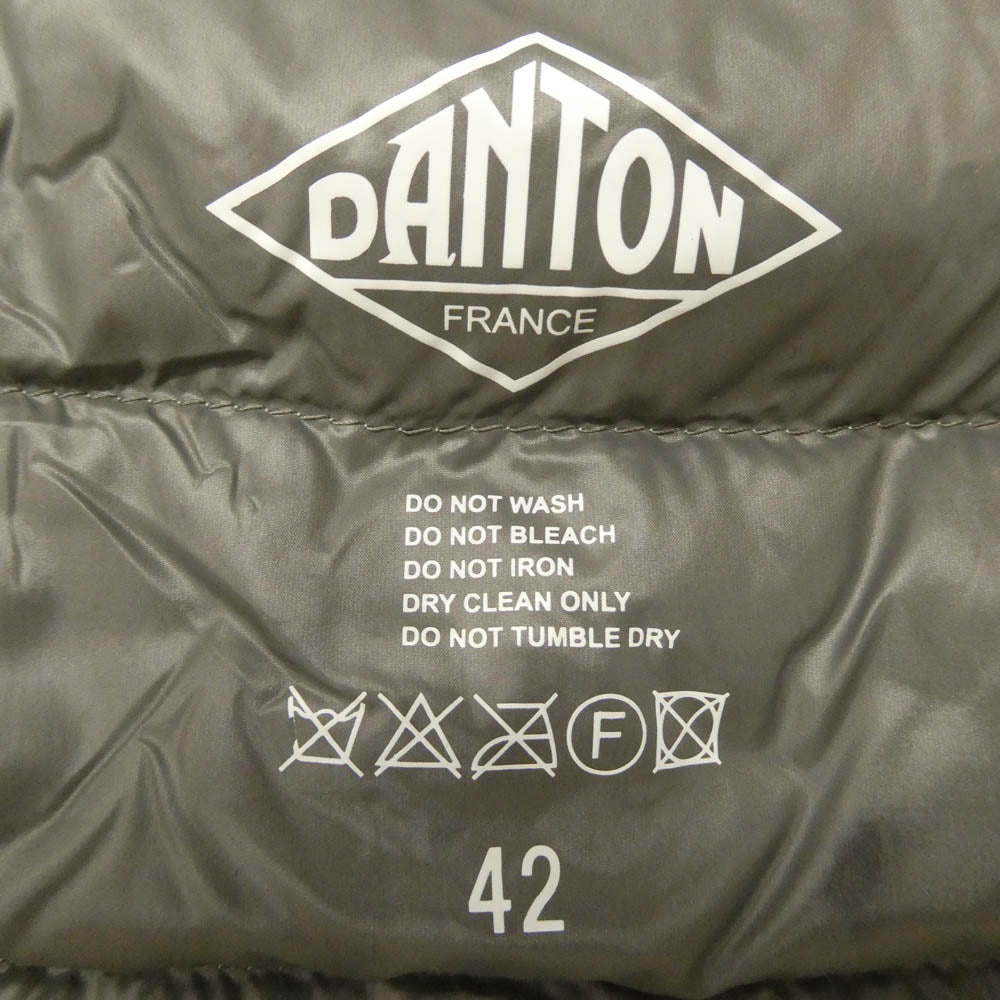 DANTON
FRANCE
DO NOT WASH
DO NOT BLEACH
DO NOT IRON
DRY CLEAN ONLY
DO NOT TUMBLE DRY
F
42